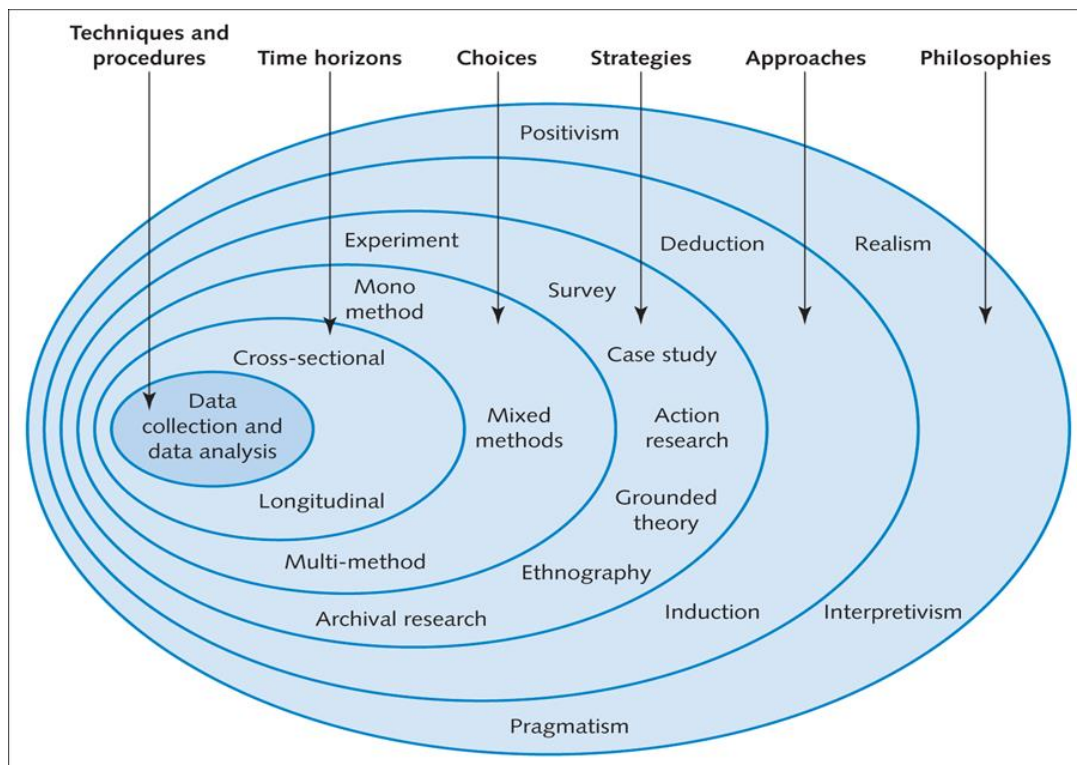 Techniques and
procedures
Time horizons
Choices
Strategies
Approaches
Philosophies
Positivism
Experiment
Deduction
Realism
Mono
method
Survey
Cross-sectional
Case study
Data
collection and
data analysis
Mixed
methods
Action
research
Longitudinal
Grounded
theory
Multi-method
Ethnography
Archival research
Induction
Interpretivism
Pragmatism